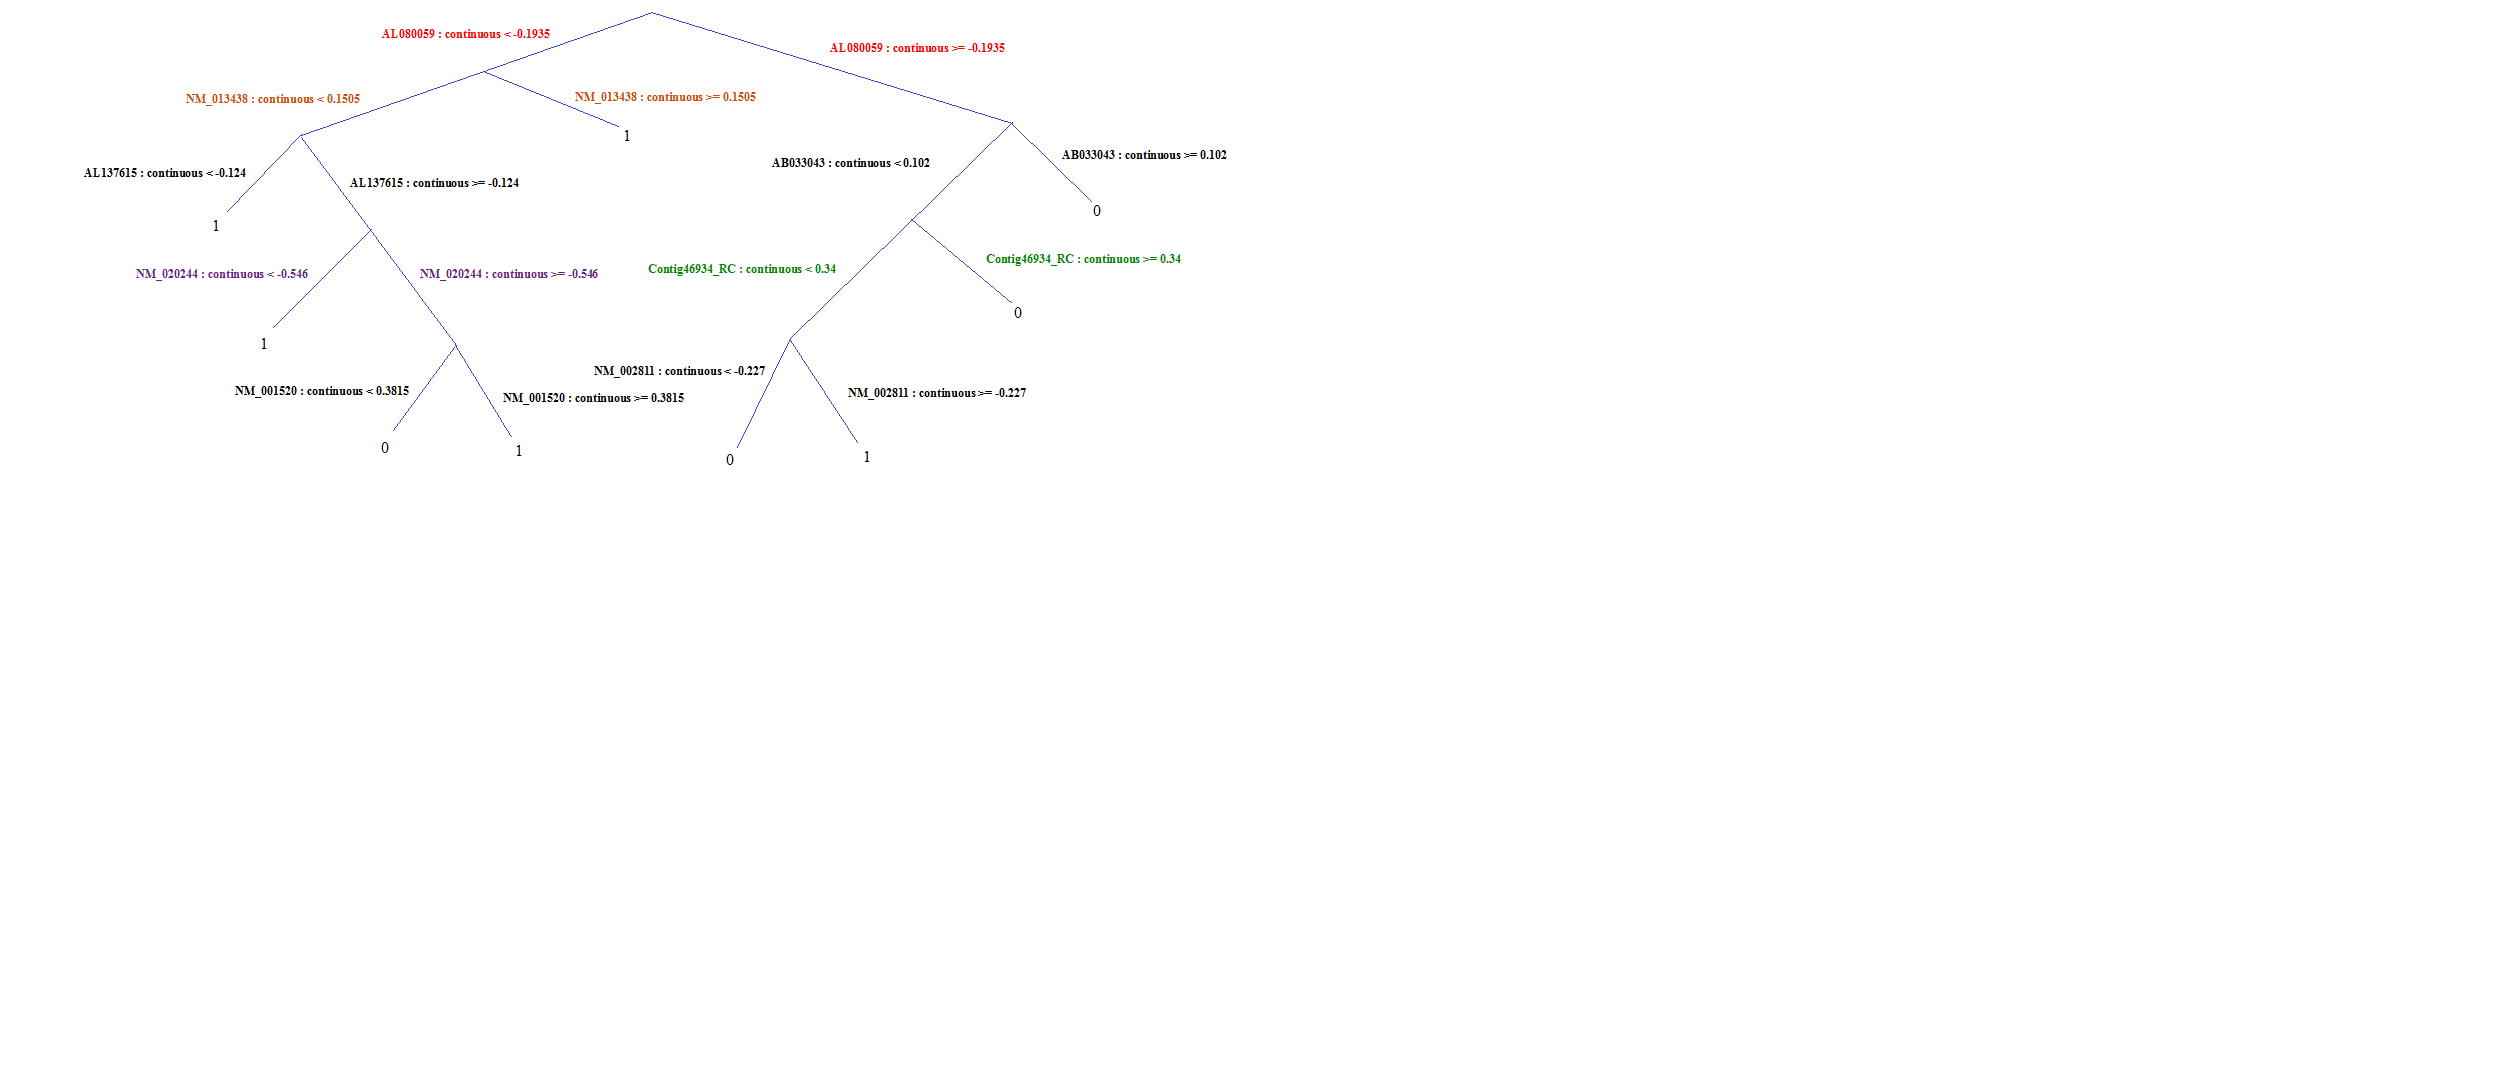 AL080059 : continuous < -0.1935
AL080059 : continuous >= -0.1935
NM_013438 : continuous < 0.1505
NM_013438 : continuous >= 0.1505
1
AB033043 : continuous < 0.102
AB033043 : continuous >= 0.102
AL137615 : continuous < -0.124
AL137615 : continuous >= -0.124
1
0
NM_020244 : continuous < -0.546
NM_020244 : continuous >= -0.546
Contig46934_RC : continuous < 0.34
Contig46934_RC : continuous >= 0.34
1
0
NM_001520 : continuous < 0.3815
NM_001520 : continuous >= 0.3815
NM_002811 : continuous < -0.227
NM_002811 : continuous >= -0.227
0
1
0
1